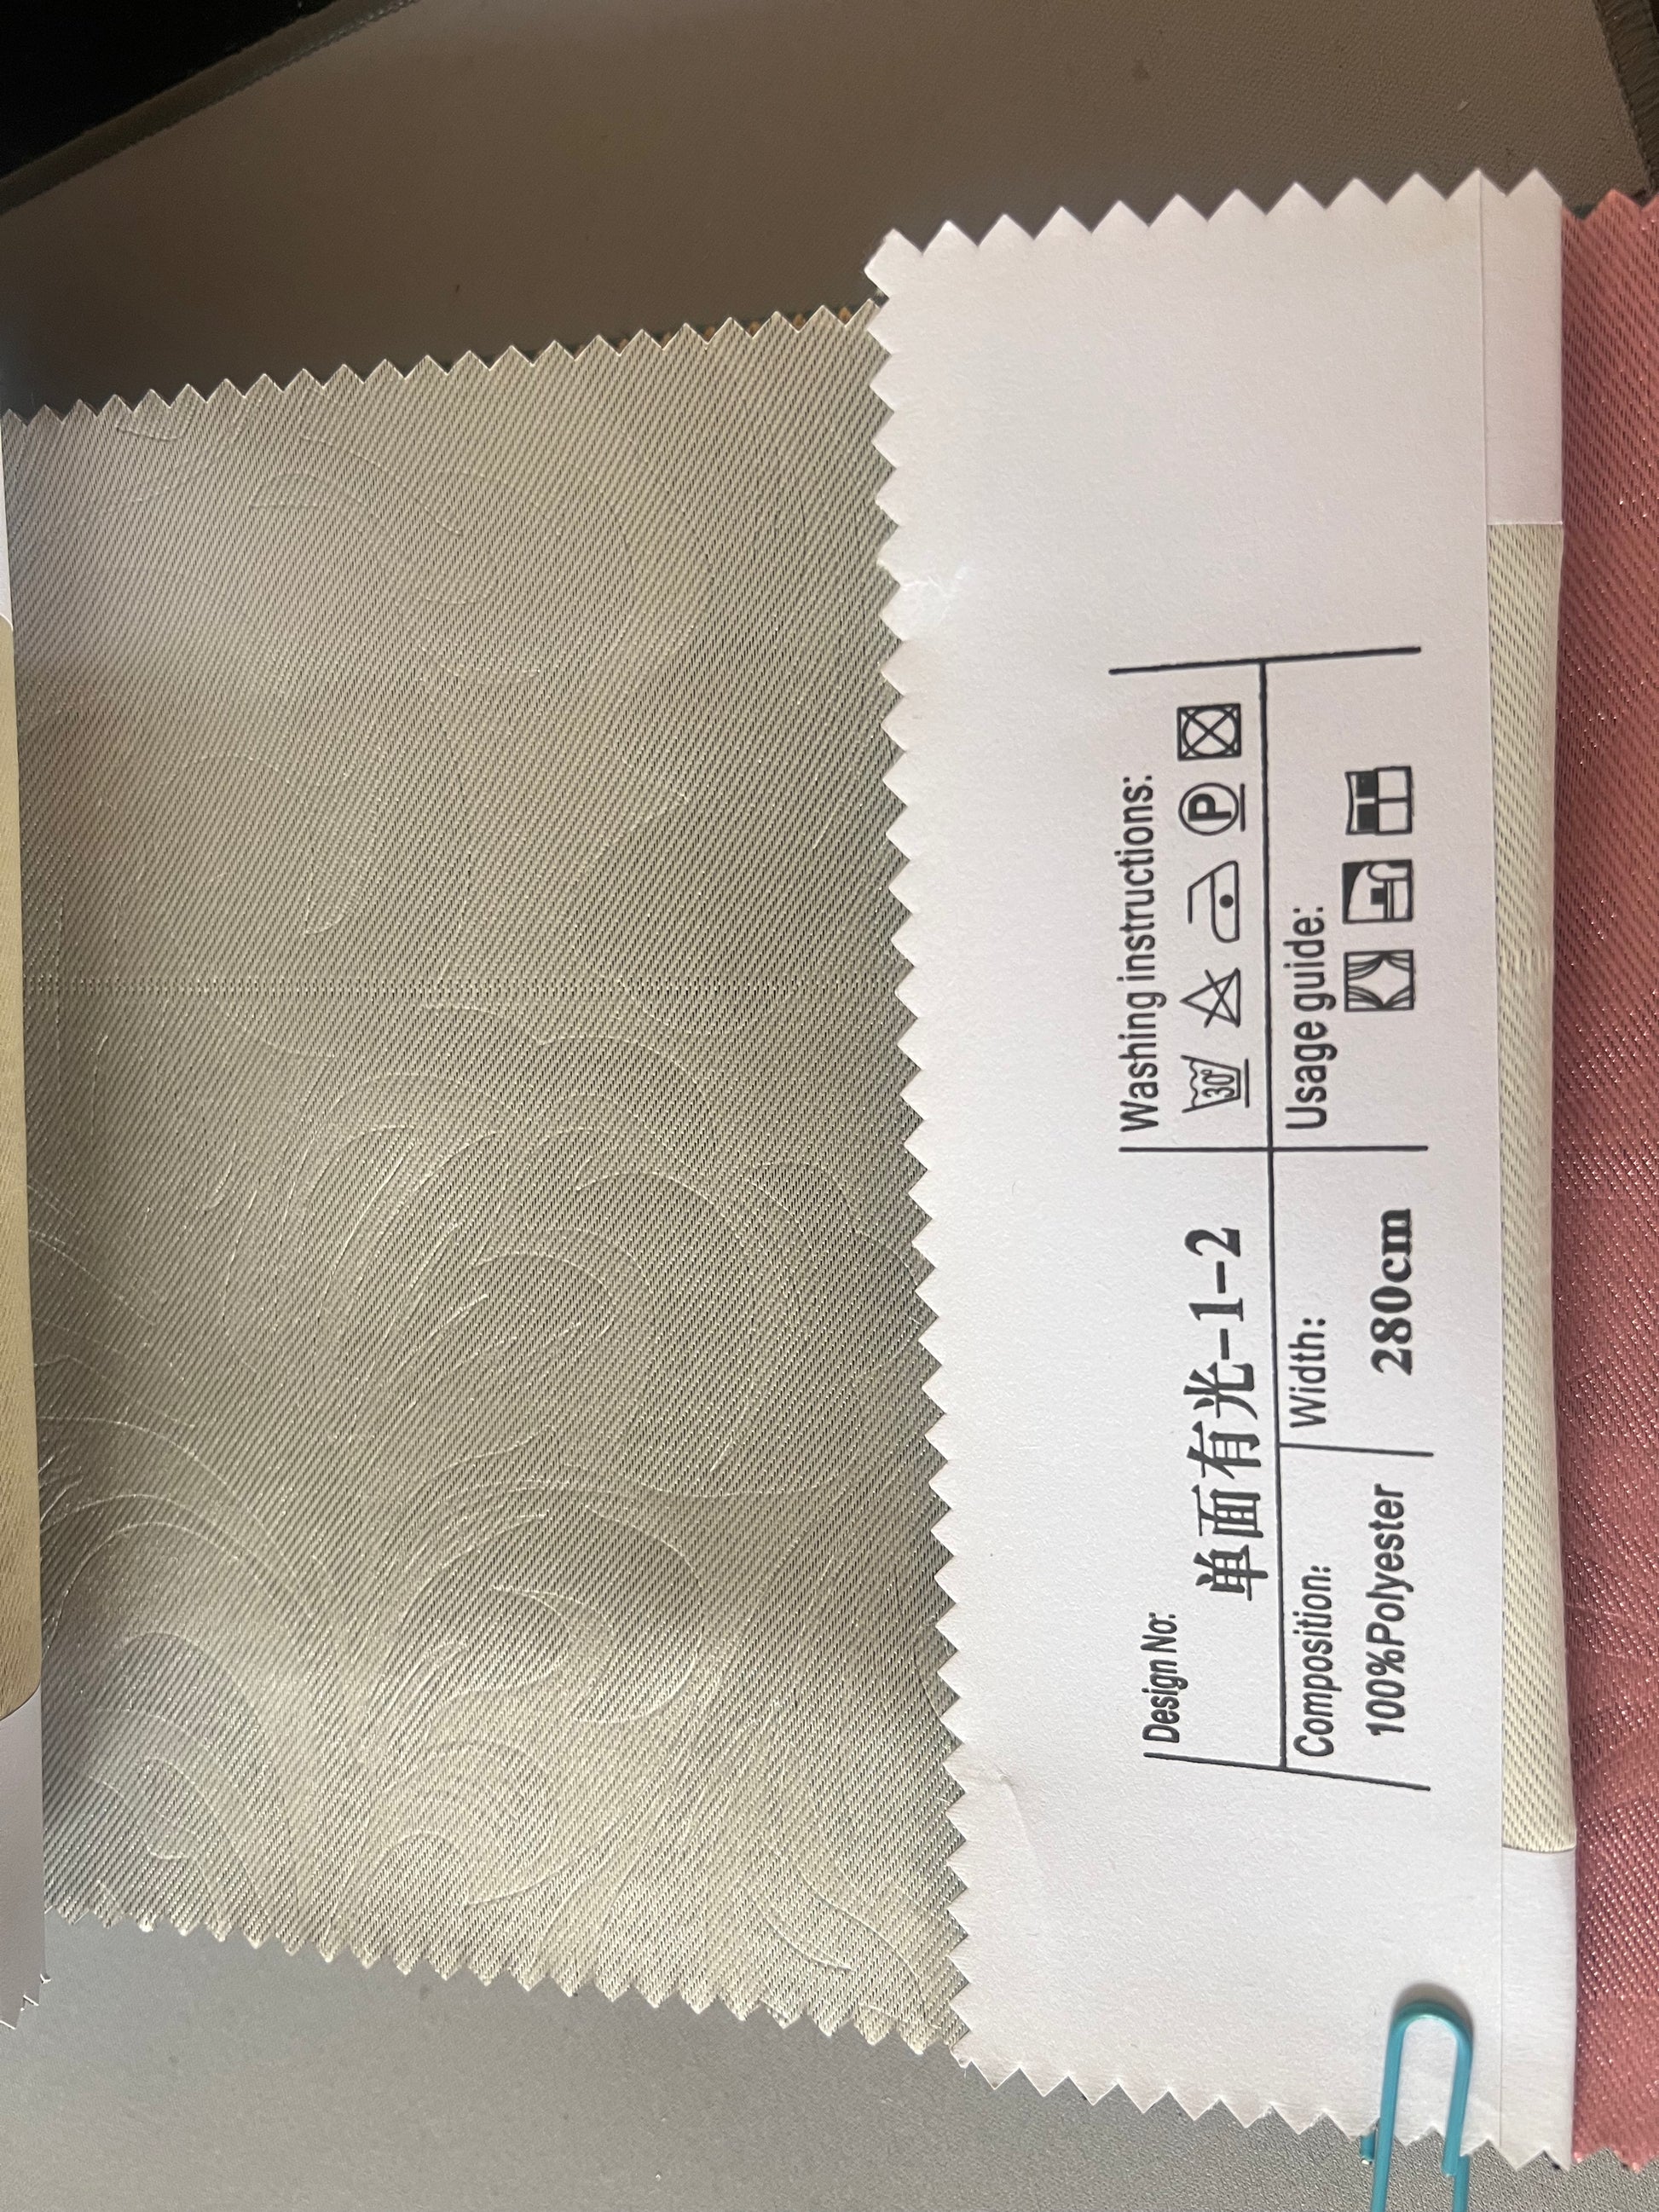 Design No:
单面有光-1-2
Washing instructions:
30°
P
Composition:
100%Polyester
Width:
280cm
Usage guide: